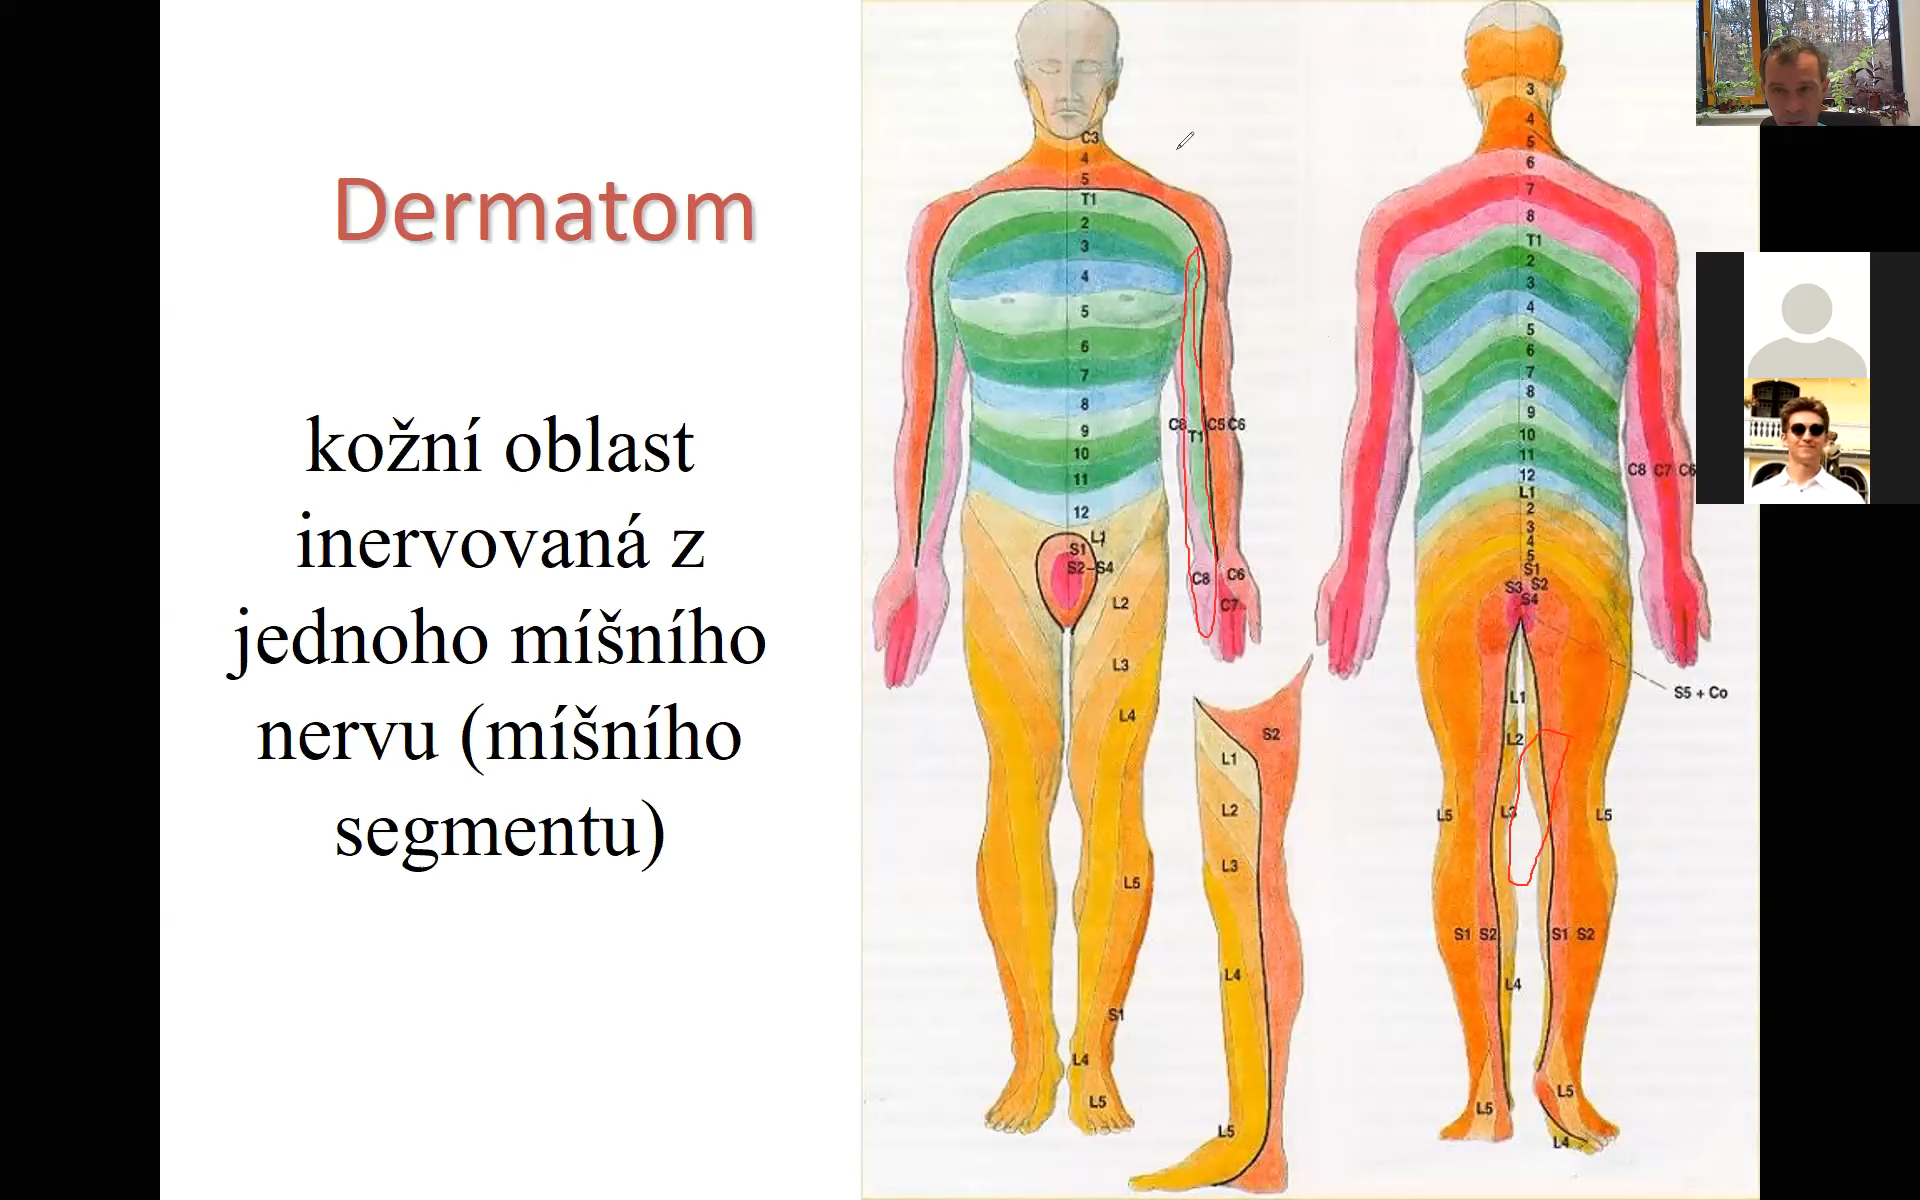 Dermatom
kožní oblast
inervovaná z
jednoho míšního
nervu (míšního
segmentu)
C3
4
5
T1
2
3
4
5
6
7
8
9
10
11
12
L1
S1
S2-S4
C8
T1
C5
C6
C8
C6
C7
L2
L3
L4
L5
S1
L4
L5
S2
L1
L2
L3
L4
L5
3
4
5
6
7
8
T1
2
3
4
5
6
7
8
9
10
11
12
L1
2
3
4
5
S1
S3
S2
S4
C8
C7
C6
S5 + Co
L1
L2
L5
L3
L5
S1
S2
S1
S2
L4
L5
L5
L4